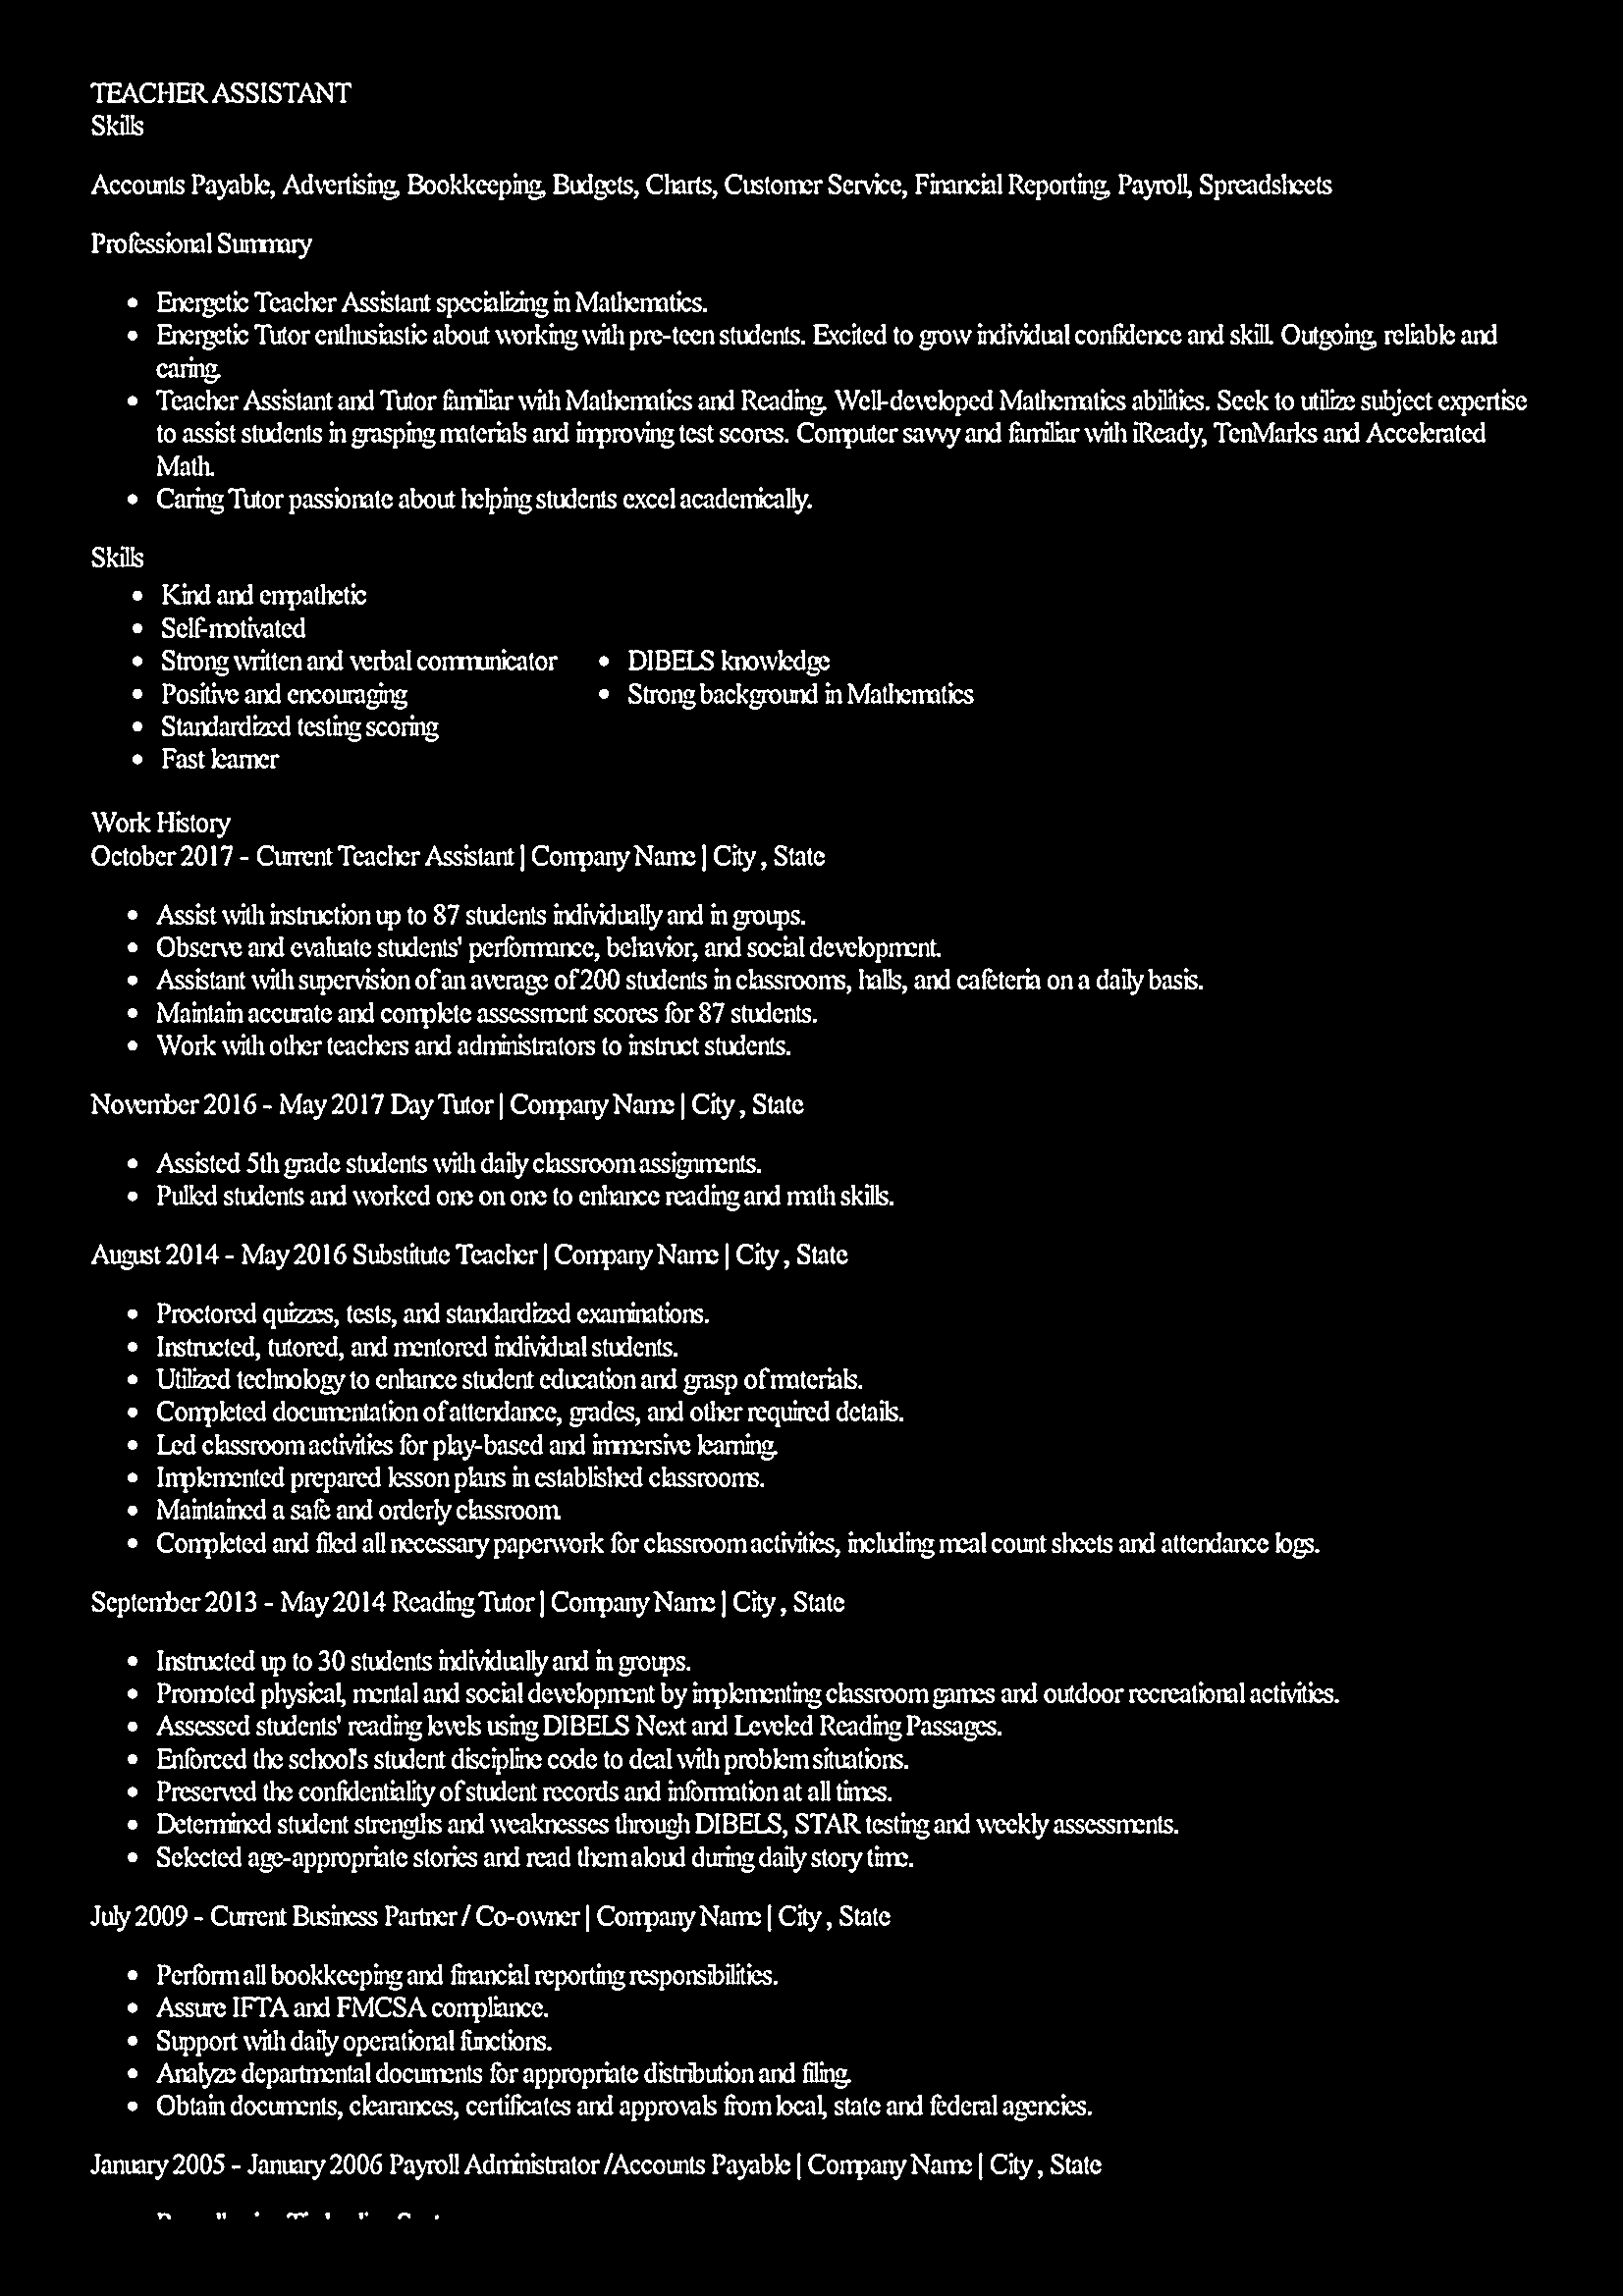 TEACHER ASSISTANT
Skills
Accounts Payable, Advertising, Bookkeeping, Budgets, Charts, Customer Service, Financial Reporting, Payroll, Spreadsheets
Professional Summary
• Energetic Teacher Assistant specializing in Mathematics.
• Energetic Tutor enthusiastic about working with pre-teen students. Excited to grow individual confidence and skill. Outgoing, reliable and
caring.
• Teacher Assistant and Tutor familiar with Mathematics and Reading. Well-developed Mathematics abilities. Seek to utilize subject expertise
to assist students in grasping materials and improving test scores. Computer savvy and familiar with iReady, TenMarks and Accelerated
Math.
• Caring Tutor passionate about helping students excel academically.
Skills
• Kind and empathetic
• Self-motivated
• Strong written and verbal communicator
• Positive and encouraging
• Standardized testing scoring
• Fast learner
• DIBELS knowledge
• Strong background in Mathematics
Work History
October 2017 - Current Teacher Assistant | Company Name | City , State
• Assist with instruction up to 87 students individually and in groups.
• Observe and evaluate students' performance, behavior, and social development.
• Assistant with supervision of an average of 200 students in classrooms, halls, and cafeteria on a daily basis.
• Maintain accurate and complete assessment scores for 87 students.
• Work with other teachers and administrators to instruct students.
November 2016 - May 2017 Day Tutor | Company Name | City , State
• Assisted 5th grade students with daily classroom assignments.
• Pulled students and worked one on one to enhance reading and math skills.
August 2014 - May 2016 Substitute Teacher | Company Name | City , State
• Proctored quizzes, tests, and standardized examinations.
• Instructed, tutored, and mentored individual students.
• Utilized technology to enhance student education and grasp of materials.
• Completed documentation of attendance, grades, and other required details.
• Led classroom activities for play-based and immersive learning.
• Implemented prepared lesson plans in established classrooms.
• Maintained a safe and orderly classroom.
• Completed and filed all necessary paperwork for classroom activities, including meal count sheets and attendance logs.
September 2013 - May 2014 Reading Tutor | Company Name | City , State
• Instructed up to 30 students individually and in groups.
• Promoted physical, mental and social development by implementing classroom games and outdoor recreational activities.
• Assessed students' reading levels using DIBELS Next and Leveled Reading Passages.
• Enforced the school's student discipline code to deal with problem situations.
• Preserved the confidentiality of student records and information at all times.
• Determined student strengths and weaknesses through DIBELS, STAR testing and weekly assessments.
• Selected age-appropriate stories and read them aloud during daily story time.
July 2009 - Current Business Partner / Co-owner | Company Name | City , State
• Perform all bookkeeping and financial reporting responsibilities.
• Assure IFTA and FMCSA compliance.
• Support with daily operational functions.
• Analyze departmental documents for appropriate distribution and filing.
• Obtain documents, clearances, certificates and approvals from local, state and federal agencies.
January 2005 - January 2006 Payroll Administrator /Accounts Payable | Company Name | City , State